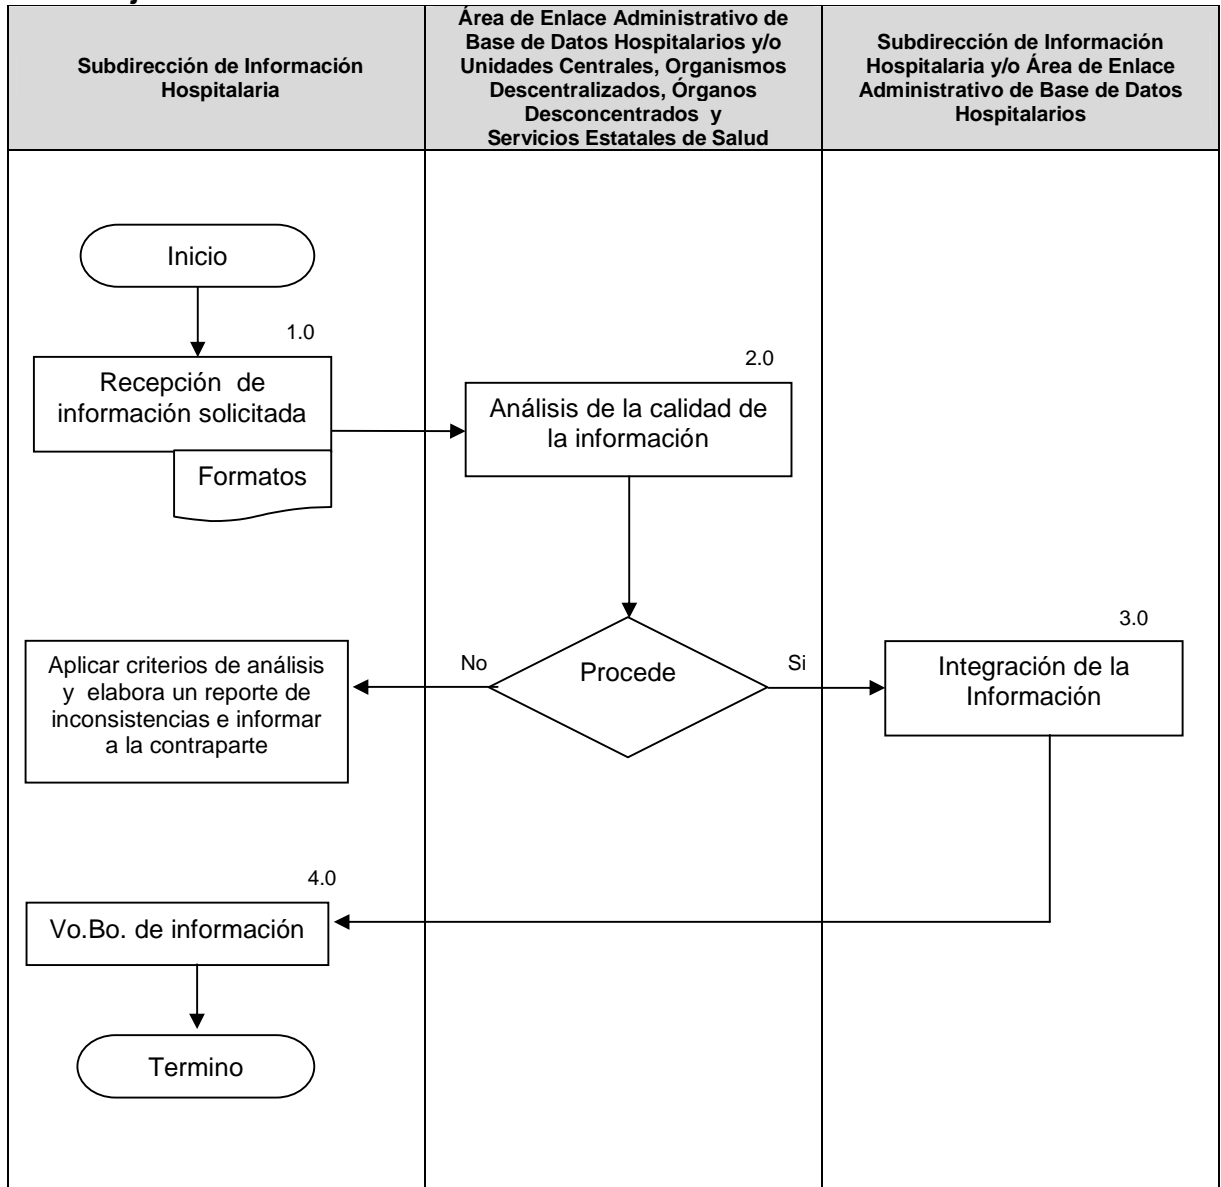 Subdirección de Información
Hospitalaria
Área de Enlace Administrativo de
Base de Datos Hospitalarios y/o
Unidades Centrales, Organismos
Descentralizados, Órganos
Desconcentrados y
Servicios Estatales de Salud
Subdirección de Información
Hospitalaria y/o Área de Enlace
Administrativo de Base de Datos
Hospitalarios
Inicio
1.0
Recepción de
información solicitada
Formatos
2.0
Análisis de la calidad de
la información
Procede
No
Si
Aplicar criterios de análisis
y elabora un reporte de
inconsistencias e informar
a la contraparte
3.0
Integración de la
Información
4.0
Vo.Bo. de información
Termino